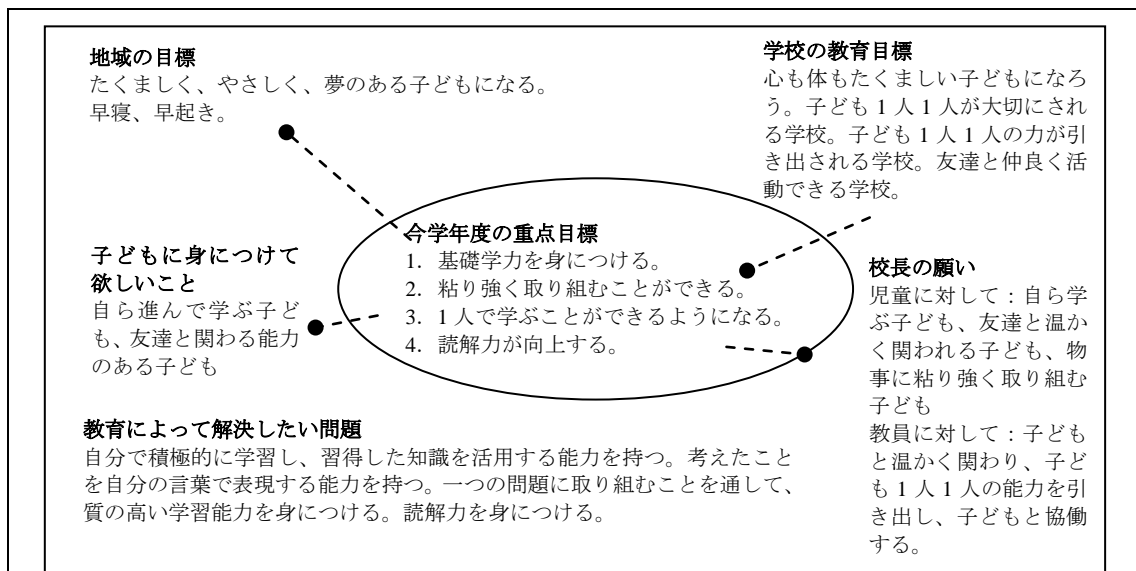 地域の目標
たくましく、やさしく、夢のある子どもになる。
早寝、早起き。
学校の教育目標
心も体もたくましい子どもになろ
う。子ども 1 人 1 人が大切にされ
る学校。子ども 1 人 1 人の力が引
き出される学校。友達と仲良く活
動できる学校。
今学年度の重点目標
1. 基礎学力を身につける。
2. 粘り強く取り組むことができる。
3. 1 人で学ぶことができるようになる。
4. 読解力が向上する。
子どもに身につけて
欲しいこと
自ら進んで学ぶ子ど
も、友達と関わる能力
のある子ども
校長の願い
児童に対して：自ら学
ぶ子ども、友達と温か
く関われる子ども、物
事に粘り強く取り組む
子ども
教員に対して：子ども
と温かく関わり、子ど
も 1 人 1 人の能力を引
き出し、子どもと協働
する。
教育によって解決したい問題
自分で積極的に学習し、習得した知識を活用する能力を持つ。考えたこと
を自分の言葉で表現する能力を持つ。一つの問題に取り組むことを通して、
質の高い学習能力を身につける。読解力を身につける。